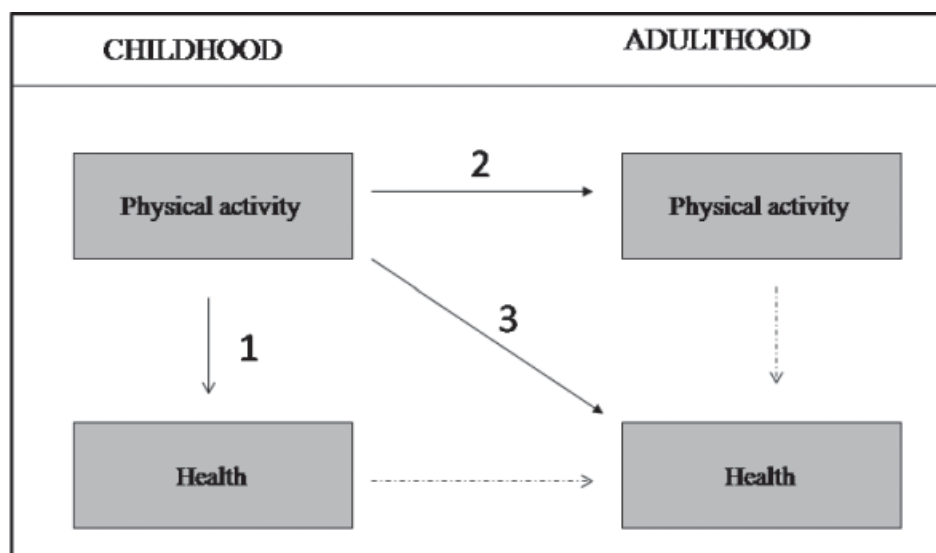 CHILDHOOD
ADULTHOOD
Physical activity
2
Physical activity
1
3
Health
Health